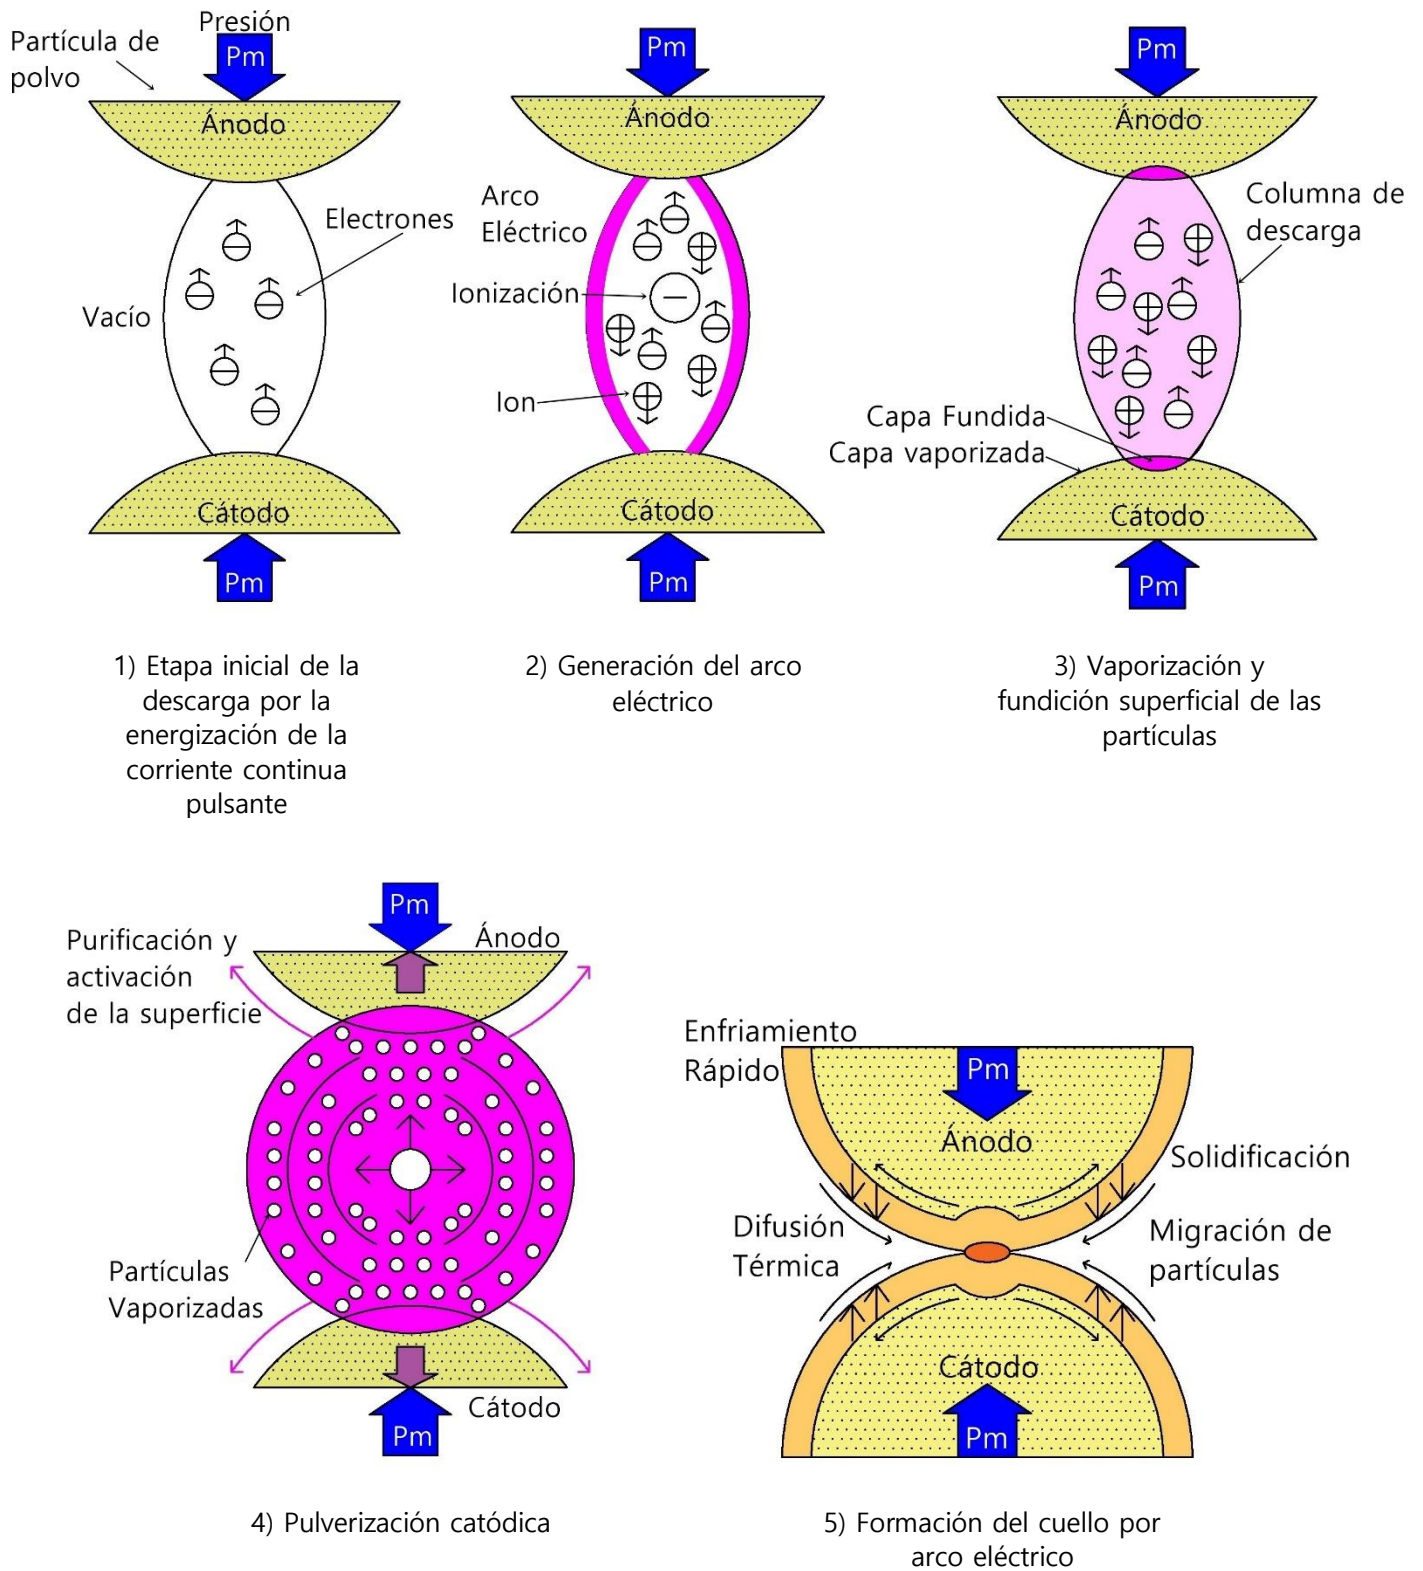 Presión
Partícula de
polvo
Pm
Ánodo
Electrones
Vacío
Cátodo
Pm
1) Etapa inicial de la
descarga por la
energización de la
corriente continua
pulsante
Pm
Ánodo
Arco
Eléctrico
Ionización
Ion
Cátodo
Pm
2) Generación del arco
eléctrico
Pm
Ánodo
Columna de
descarga
Capa Fundida
Capa vaporizada
Cátodo
Pm
3) Vaporización y
fundición superficial de las
partículas
Pm
Ánodo
Purificación y
activación
de la superficie
Partículas
Vaporizadas
Cátodo
Pm
4) Pulverización catódica
Enfriamiento
Rápido
Pm
Ánodo
Solidificación
Difusión
Térmica
Migración de
partículas
Cátodo
Pm
5) Formación del cuello por
arco eléctrico